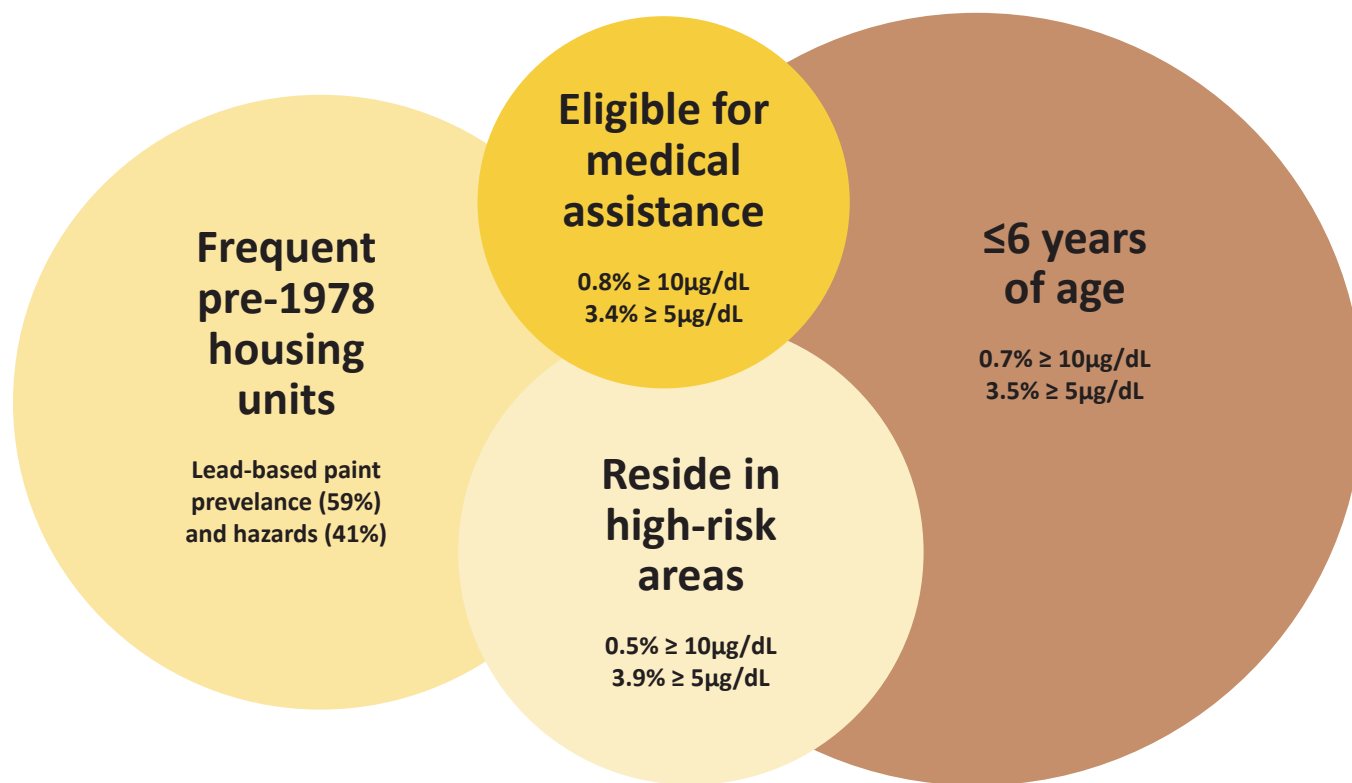 Eligible for
medical
assistance
0.8% ≥ 10µg/dL
3.4% ≥ 5µg/dL
Frequent
pre-1978
housing
units
Lead-based paint
prevelance (59%)
and hazards (41%)
≤6 years
of age
0.7% ≥ 10µg/dL
3.5% ≥ 5µg/dL
Reside in
high-risk
areas
0.5% ≥ 10µg/dL
3.9% ≥ 5µg/dL